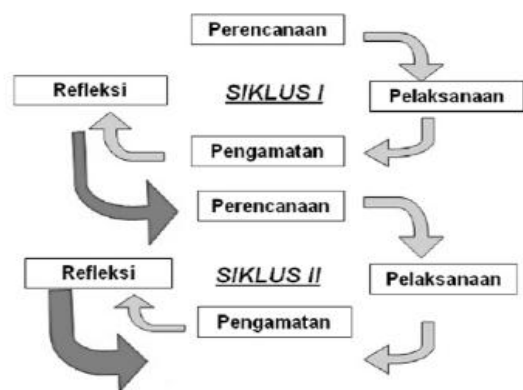 Perencanaan
Refleksi
SIKLUS I
Pelaksanaan
Pengamatan
Perencanaan
Refleksi
SIKLUS II
Pelaksanaan
Pengamatan